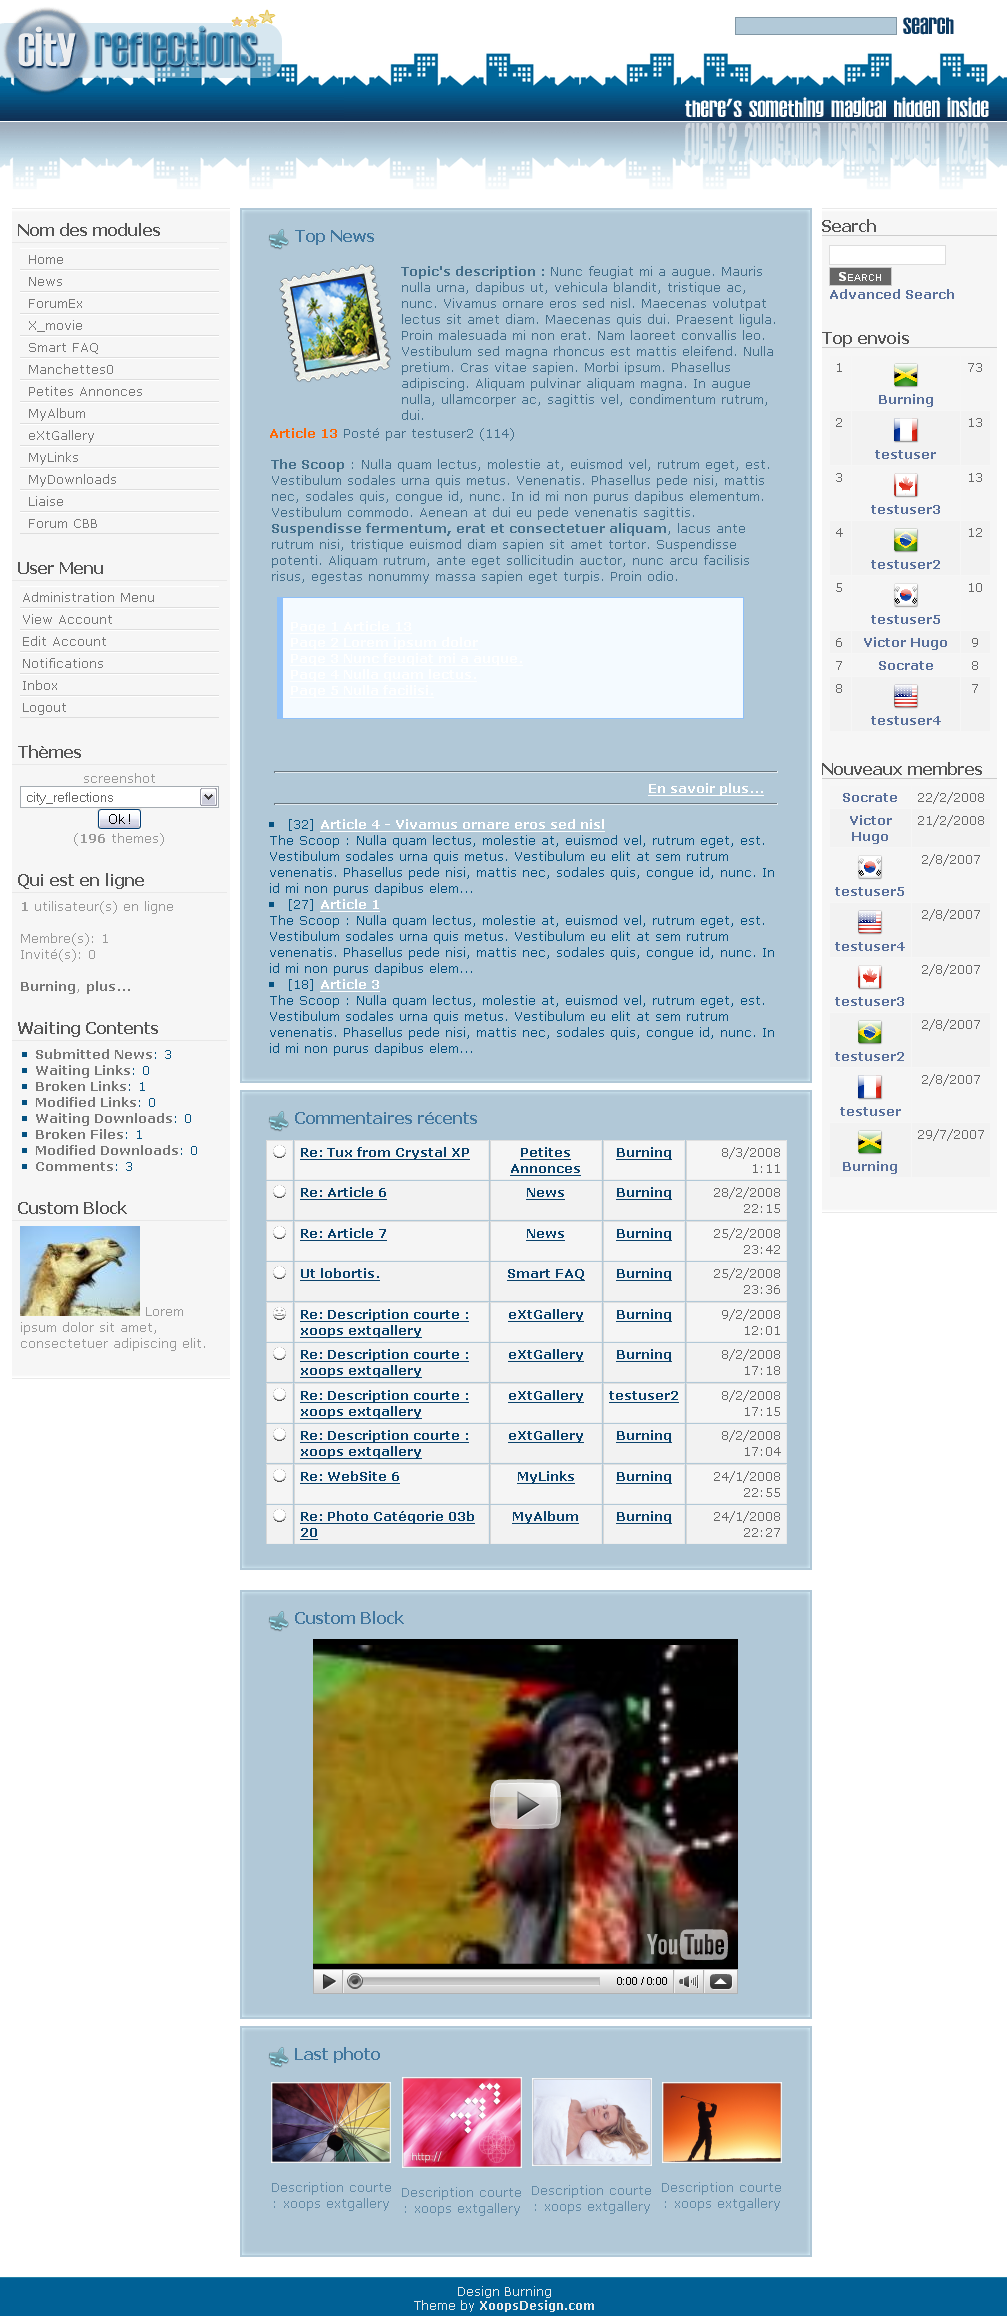 city reflections
search
there's something magical hidden inside
Nom des modules
Home
News
ForumEx
X_movie
Smart FAQ
Manchettes0
Petites Annonces
MyAlbum
eXtGallery
MyLinks
MyDownloads
Liaise
Forum CBB
User Menu
Administration Menu
View Account
Edit Account
Notifications
Inbox
Logout
Thèmes
screenshot
city_reflections
Ok!
(196 themes)
Qui est en ligne
1 utilisateur(s) en ligne
Membre(s): 1
Invité(s): 0
Burning, plus...
Waiting Contents
Submitted News: 3
Waiting Links: 0
Broken Links: 1
Modified Links: 0
Waiting Downloads: 0
Broken Files: 1
Modified Downloads: 0
Comments: 3
Custom Block
Lorem
ipsum dolor sit amet,
consectetuer adipiscing elit.
Top News
Topic's description : Nunc feugiat mi a augue. Mauris
nulla urna, dapibus ut, vehicula blandit, tristique ac,
nunc. Vivamus ornare eros sed nisl. Maecenas volutpat
lectus sit amet diam. Maecenas quis dui. Praesent ligula.
Proin malesuada mi non erat. Nam laoreet convallis leo.
Vestibulum sed magna rhoncus est mattis eleifend. Nulla
pretium. Cras vitae sapien. Morbi ipsum. Phasellus
adipiscing. Aliquam pulvinar aliquam magna. In augue
nulla, ullamcorper ac, sagittis vel, condimentum rutrum,
dui.
Article 13 Posté par testuser2 (114)
The Scoop : Nulla quam lectus, molestie at, euismod vel, rutrum eget, est.
Vestibulum sodales urna quis metus. Venenatis. Phasellus pede nisi, mattis
nec, sodales quis, congue id, nunc. In id mi non purus dapibus elementum.
Vestibulum commodo. Aenean at dui eu pede venenatis sagittis.
Suspendisse fermentum, erat et consectetuer aliquam, lacus ante
rutrum nisi, tristique euismod diam sapien sit amet tortor. Suspendisse
potenti. Aliquam rutrum, ante eget sollicitudin auctor, nunc arcu facilisis
risus, egestas nonummy massa sapien eget turpis. Proin odio.
Page 1 Article 13
Page 2 Lorem ipsum dolor
Page 3 Nunc feugiat mi a augue.
Page 4 Nulla quam lectus,
Page 5 Nulla facilisi.
En savoir plus...
[32] Article 4 - Vivamus ornare eros sed nisl
The Scoop : Nulla quam lectus, molestie at, euismod vel, rutrum eget, est.
Vestibulum sodales urna quis metus. Vestibulum eu elit at sem rutrum
venenatis. Phasellus pede nisi, mattis nec, sodales quis, congue id, nunc. In
id mi non purus dapibus elem...
[27] Article 1
The Scoop : Nulla quam lectus, molestie at, euismod vel, rutrum eget, est.
Vestibulum sodales urna quis metus. Vestibulum eu elit at sem rutrum
venenatis. Phasellus pede nisi, mattis nec, sodales quis, congue id, nunc. In
id mi non purus dapibus elem...
[18] Article 3
The Scoop : Nulla quam lectus, molestie at, euismod vel, rutrum eget, est.
Vestibulum sodales urna quis metus. Vestibulum eu elit at sem rutrum
venenatis. Phasellus pede nisi, mattis nec, sodales quis, congue id, nunc. In
id mi non purus dapibus elem...
Commentaires récents
Re: Tux from Crystal XP Petites Burning 8/3/2008
Annonces 1:11
Re: Article 6 News Burning 28/2/2008
22:15
Re: Article 7 News Burning 25/2/2008
23:42
Ut lobortis. Smart FAQ Burning 25/2/2008
23:36
Re: Description courte : eXtGallery Burning 9/2/2008
xoops extgallery 12:01
Re: Description courte : eXtGallery Burning 8/2/2008
xoops extgallery 17:18
Re: Description courte : eXtGallery testuser2 8/2/2008
xoops extgallery 17:15
Re: Description courte : eXtGallery Burning 8/2/2008
xoops extgallery 17:04
Re: WebSite 6 MyLinks Burning 24/1/2008
22:55
Re: Photo Catégorie 03b MyAlbum Burning 24/1/2008
20 22:27
Custom Block
YouTube
0:00 / 0:00
Last photo
http://
Description courte
: xoops extgallery
Description courte
: xoops extgallery
Description courte
: xoops extgallery
Description courte
: xoops extgallery
Search
Search
Advanced Search
Top envois
1 73
Burning
2 13
testuser
3 13
testuser3
4 12
testuser2
5 10
testuser5
6 Victor Hugo 9
7 Socrate 8
8 7
testuser4
Nouveaux membres
Socrate 22/2/2008
Victor 21/2/2008
Hugo
2/8/2007
testuser5
2/8/2007
testuser4
2/8/2007
testuser3
2/8/2007
testuser2
2/8/2007
testuser
29/7/2007
Burning
Design Burning
Theme by XoopsDesign.com